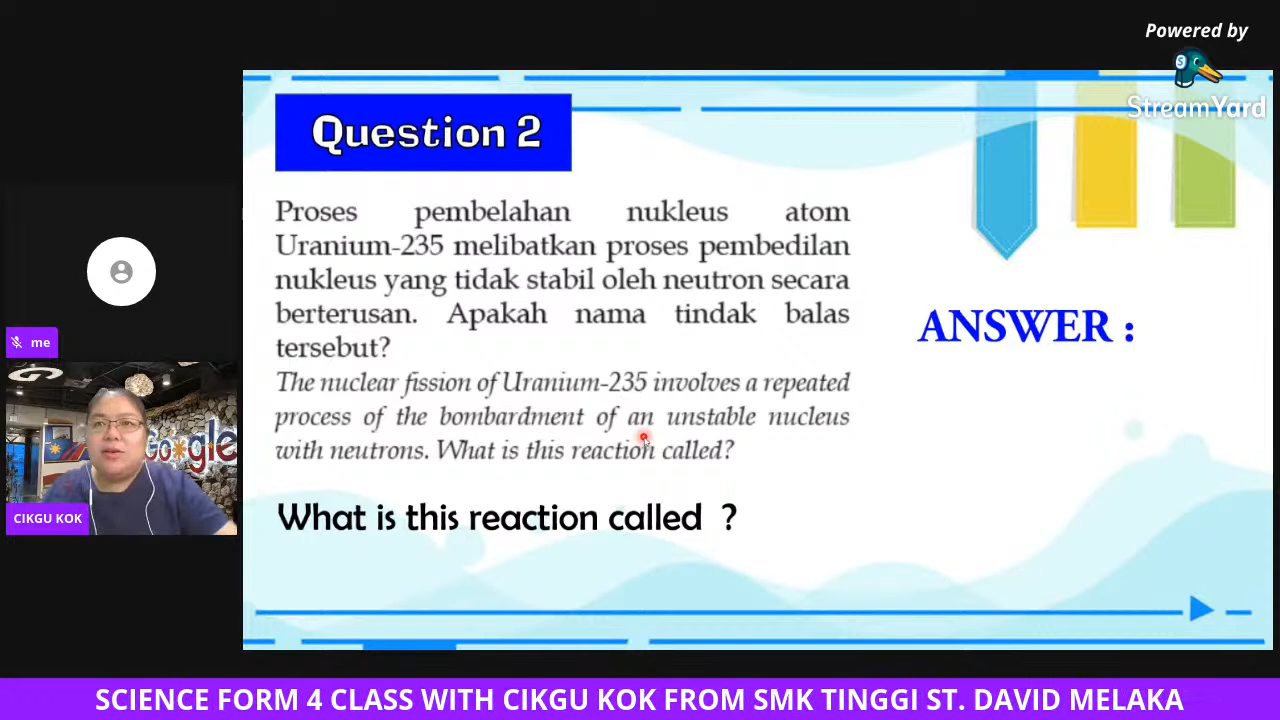 Powered by
StreamYard
Question 2
Proses pembelahan nukleus atom
Uranium-235 melibatkan proses pembedilan
nukleus yang tidak stabil oleh neutron secara
berterusan. Apakah nama tindak balas
tersebut?
The nuclear fission of Uranium-235 involves a repeated
process of the bombardment of an unstable nucleus
with neutrons. What is this reaction called?
What is this reaction called ?
ANSWER :
me
Google
CIKGU KOK
SCIENCE FORM 4 CLASS WITH CIKGU KOK FROM SMK TINGGI ST. DAVID MELAKA